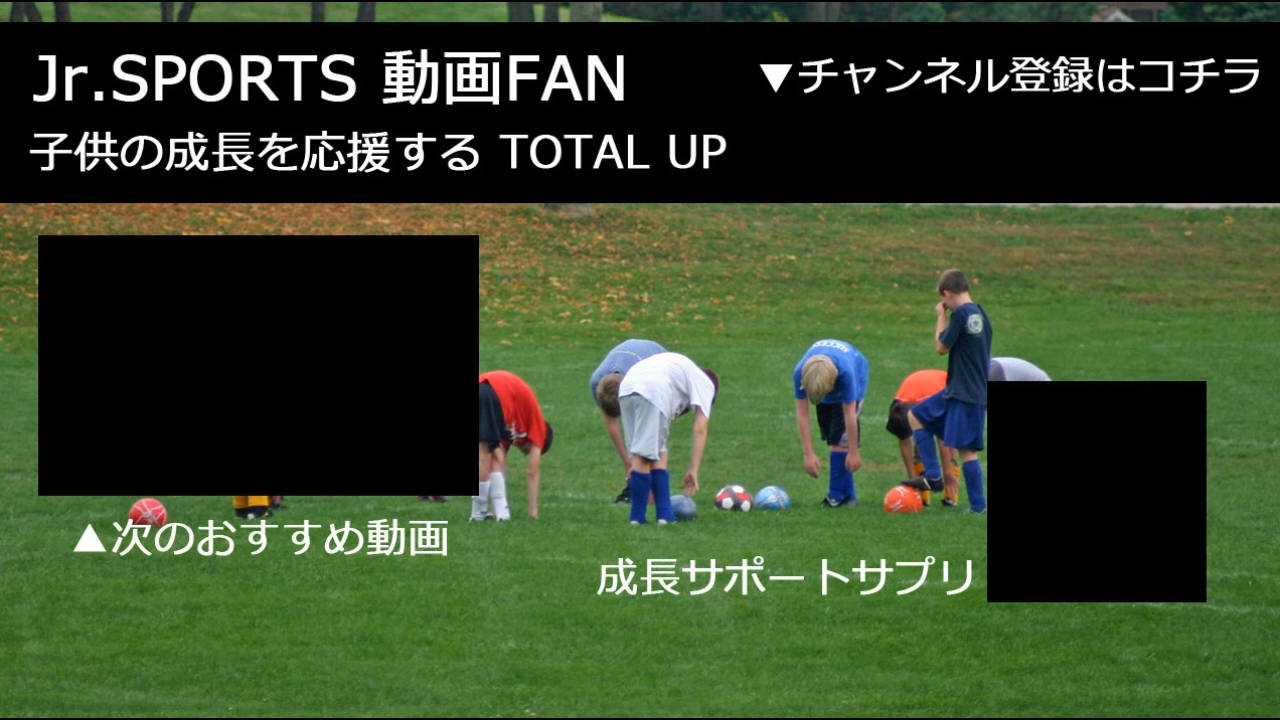 Jr.SPORTS 動画FAN
▼チャンネル登録はコチラ
子供の成長を応援する TOTAL UP
▲次のおすすめ動画
成長サポートサプリ